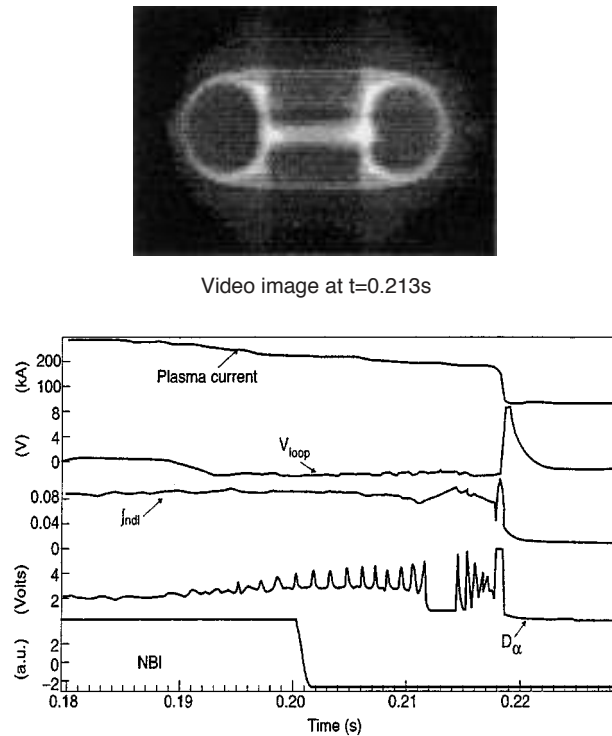 Video image at t=0.213s
200
100
(kA)
Plasma current
8
4
0
(V)
V_loop
0.08
0.04
0
∫ndl
4
2
(Volts)
Dα
2
0
−2
(a.u.)
NBI
0.18 0.19 0.20 0.21 0.22
Time (s)